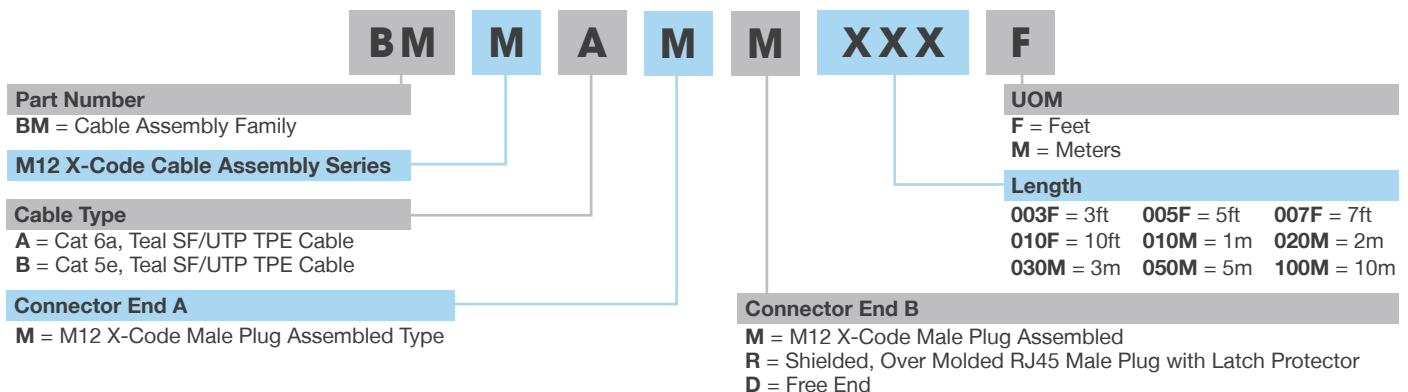 BM M A M M XXX F
Part Number
BM = Cable Assembly Family
M12 X-Code Cable Assembly Series
Cable Type
A = Cat 6a, Teal SF/UTP TPE Cable
B = Cat 5e, Teal SF/UTP TPE Cable
Connector End A
M = M12 X-Code Male Plug Assembled Type
UOM
F = Feet
M = Meters
Length
003F = 3ft 005F = 5ft 007F = 7ft
010F = 10ft 010M = 1m 020M = 2m
030M = 3m 050M = 5m 100M = 10m
Connector End B
M = M12 X-Code Male Plug Assembled
R = Shielded, Over Molded RJ45 Male Plug with Latch Protector
D = Free End